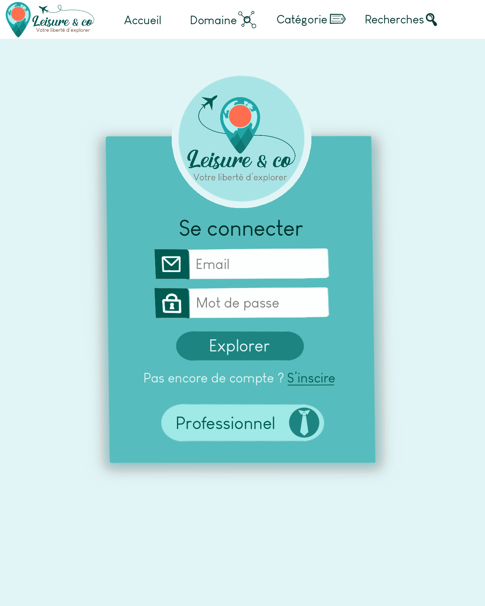 Leisure & co
Votre liberté d'explorer
Accueil
Domaine
Catégorie
Recherches
Leisure & co
Votre liberté d'explorer
Se connecter
Email
Mot de passe
Explorer
Pas encore de compte ? S'inscire
Professionnel